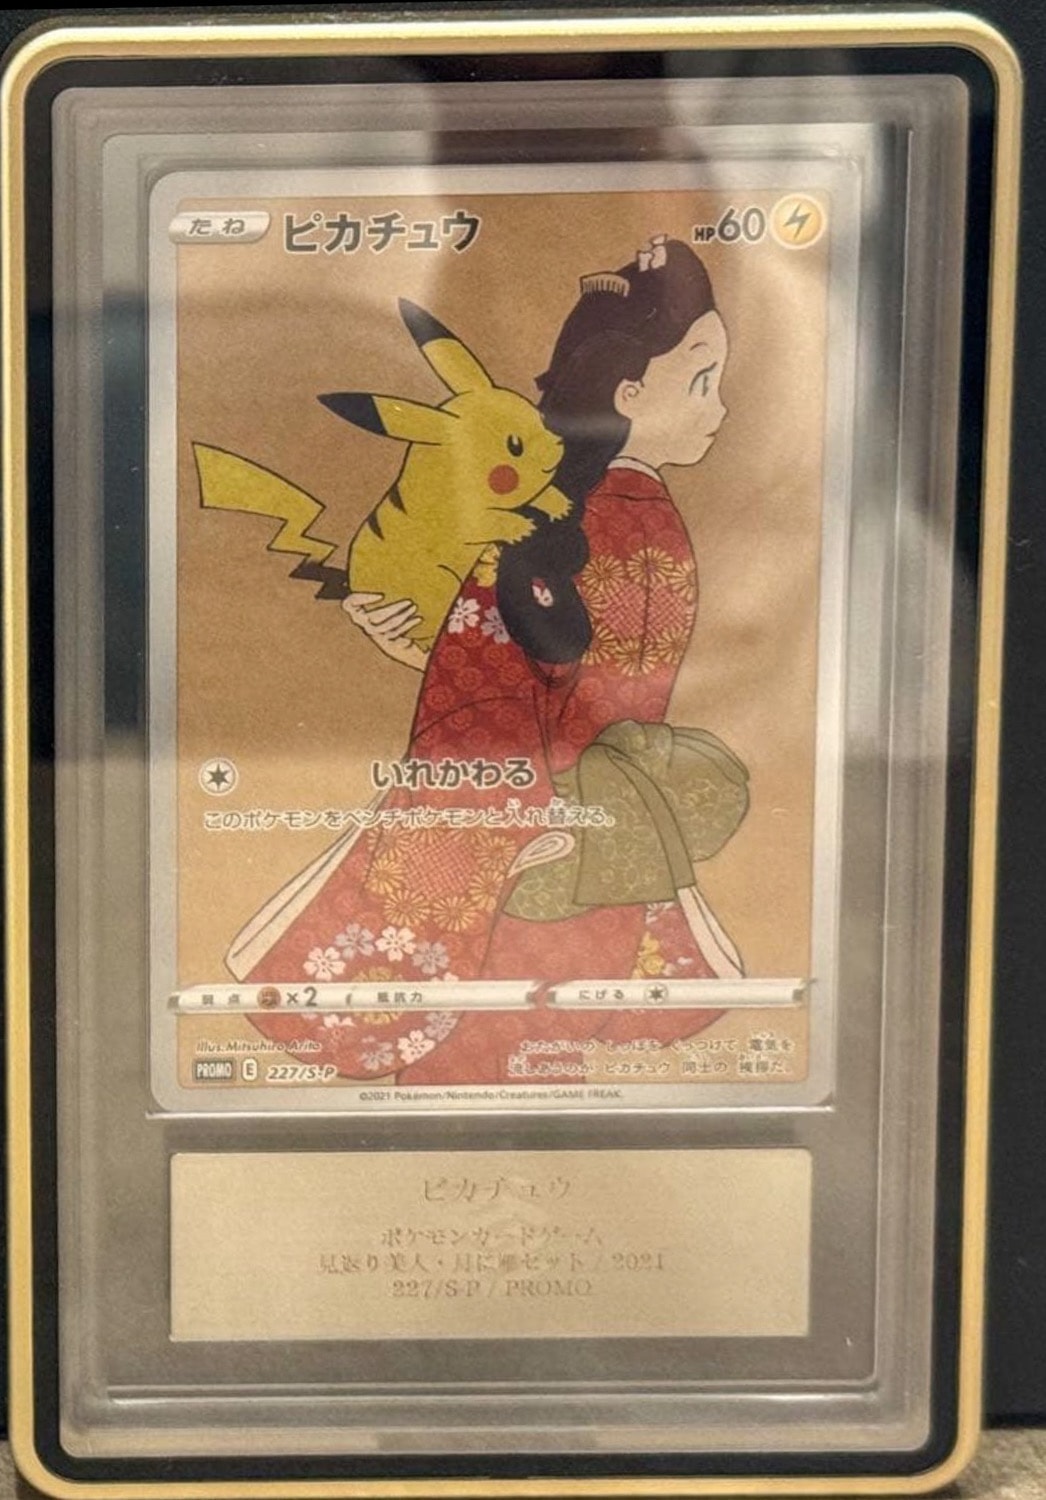 たね ピカチュウ HP60
いれかわる
このポケモンをベンチポケモンと入れ替える。
弱点 ×2 抵抗力 にげる
illus. Mitsuhiro Arita
PROMO E 227/S-P
おたがいの しっぽを くっつけて 電気を
流しあうのが ピカチュウ 同士の 挨拶だ。
©2021 Pokémon/Nintendo/Creatures/GAME FREAK.
ピカチュウ
ポケモンカードゲーム
見返り美人・月に雁セット / 2021
227/S-P / PROMO